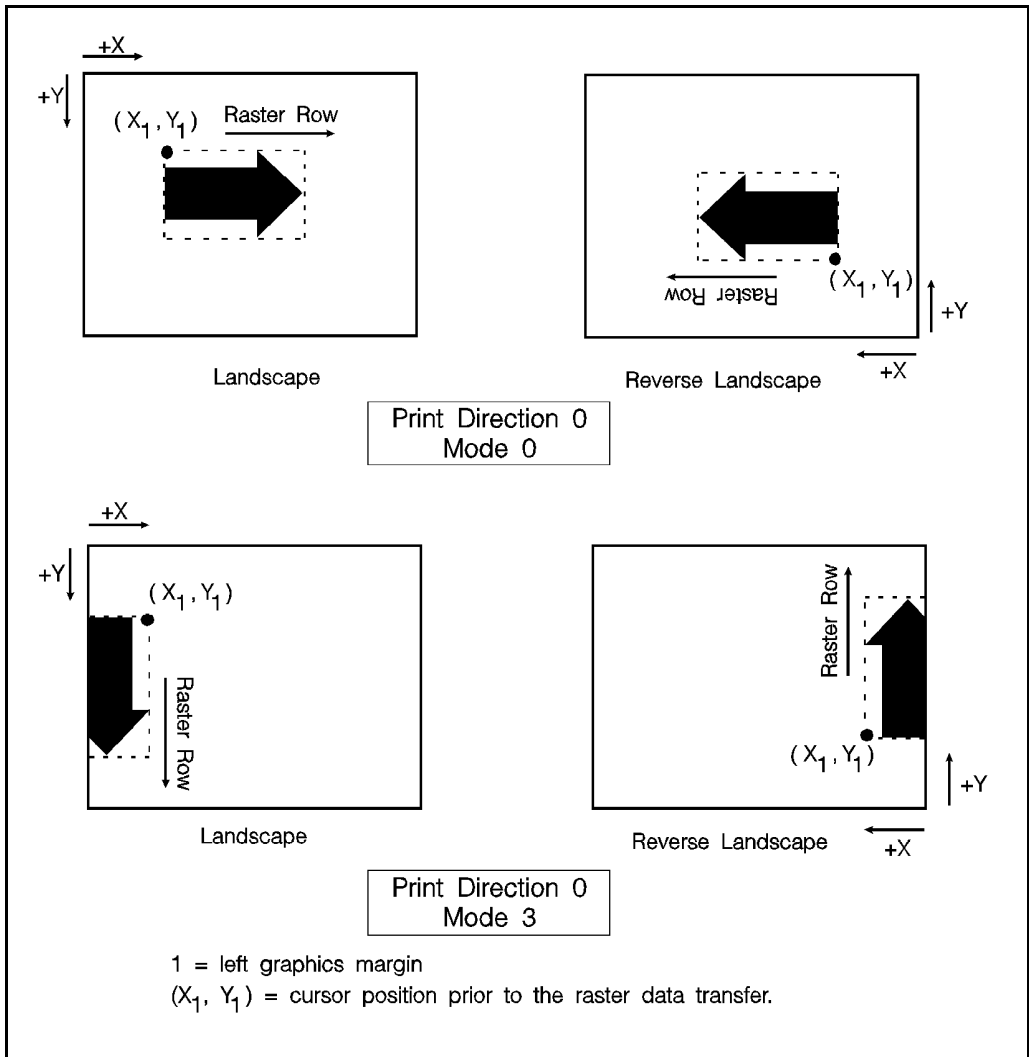 +X
+Y
(X1, Y1)
Raster Row
Landscape
Raster Row
(X1, Y1)
+Y
+X
Reverse Landscape
Print Direction 0
Mode 0
+X
+Y
(X1, Y1)
Raster Row
Landscape
Raster Row
(X1, Y1)
+Y
+X
Reverse Landscape
Print Direction 0
Mode 3
1 = left graphics margin
(X1, Y1) = cursor position prior to the raster data transfer.